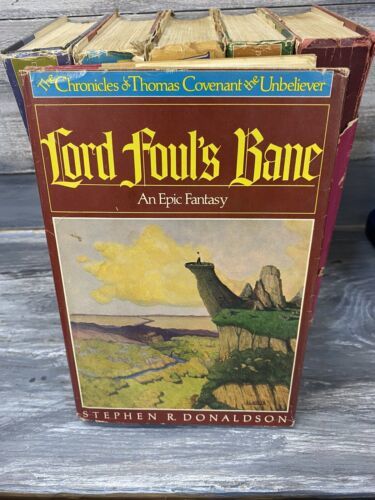 The Chronicles of Thomas Covenant the Unbeliever
Lord Foul's Bane
An Epic Fantasy
STEPHEN R. DONALDSON